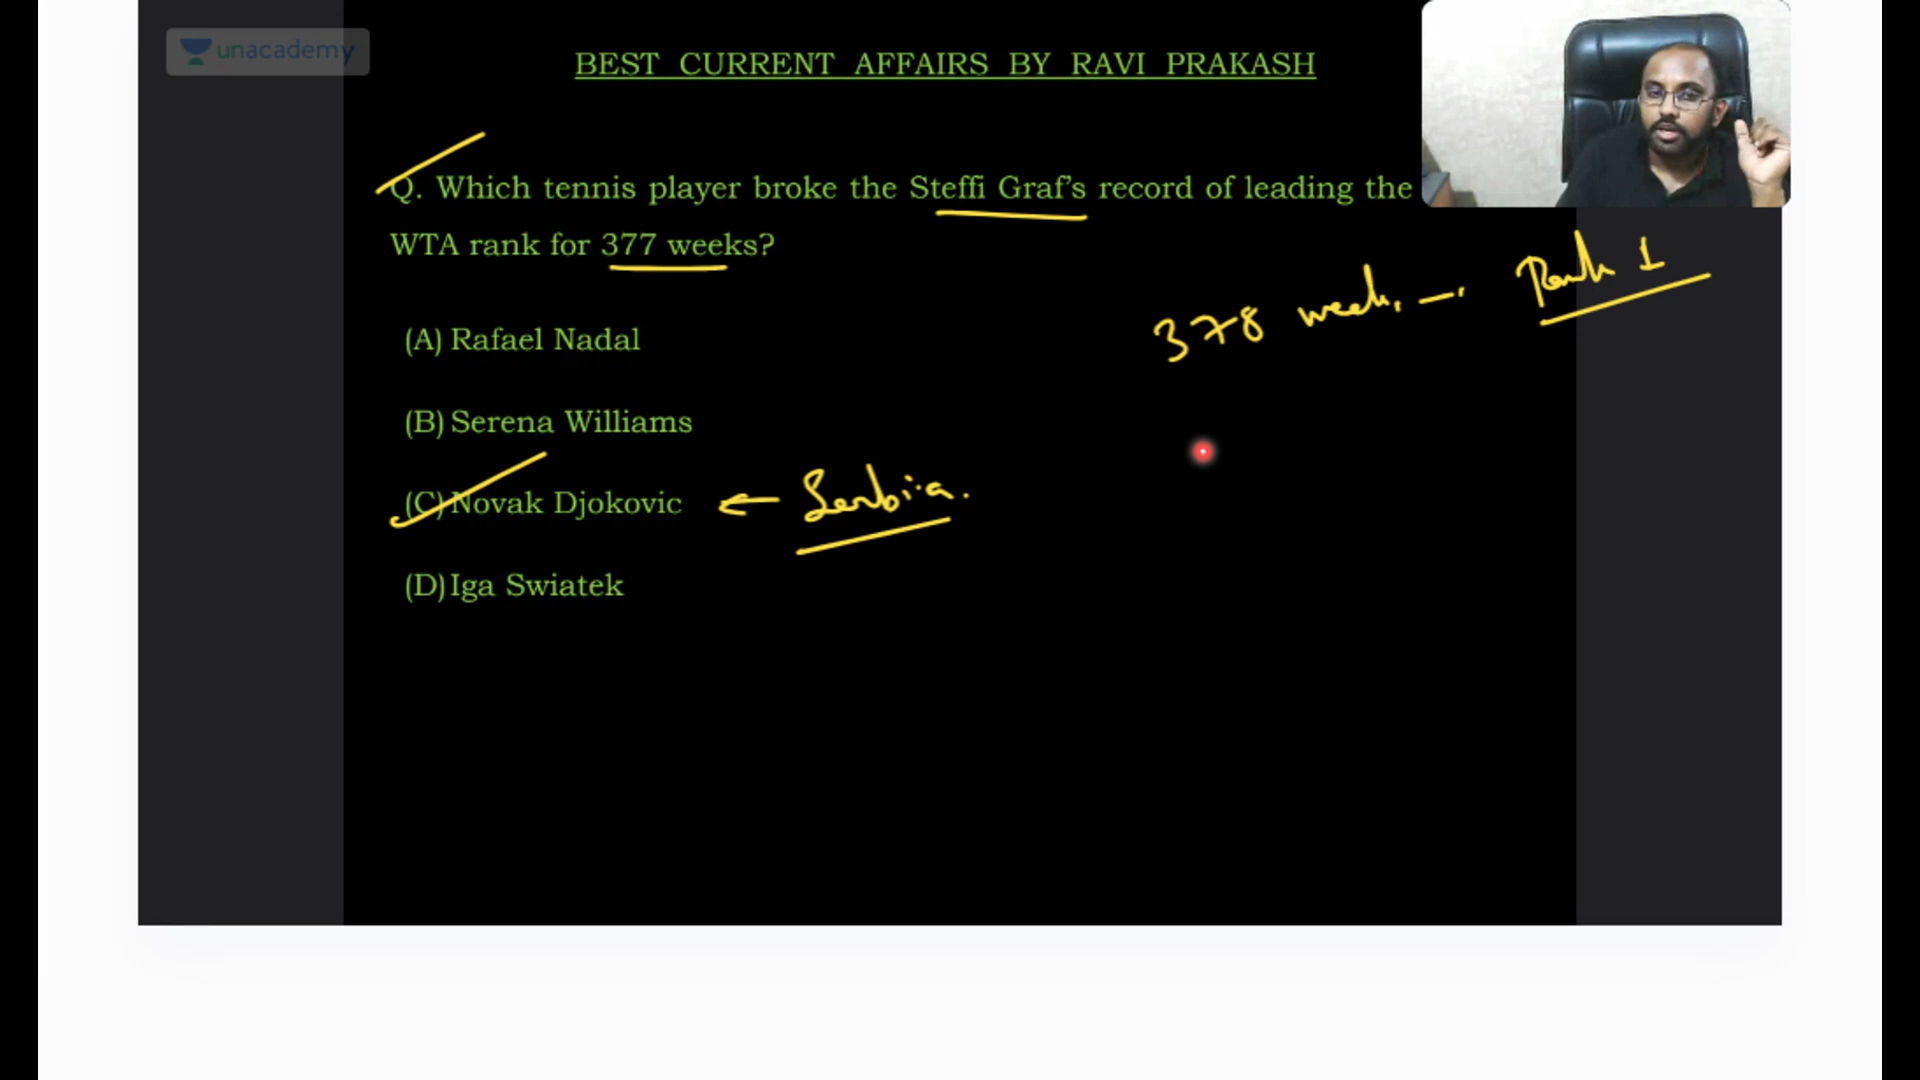 unacademy
BEST CURRENT AFFAIRS BY RAVI PRAKASH
Q. Which tennis player broke the Steffi Graf's record of leading the
WTA rank for 377 weeks?
378 week. —. Rank 1
(A) Rafael Nadal
(B) Serena Williams
(C) Novak Djokovic ← Serbia.
(D) Iga Swiatek